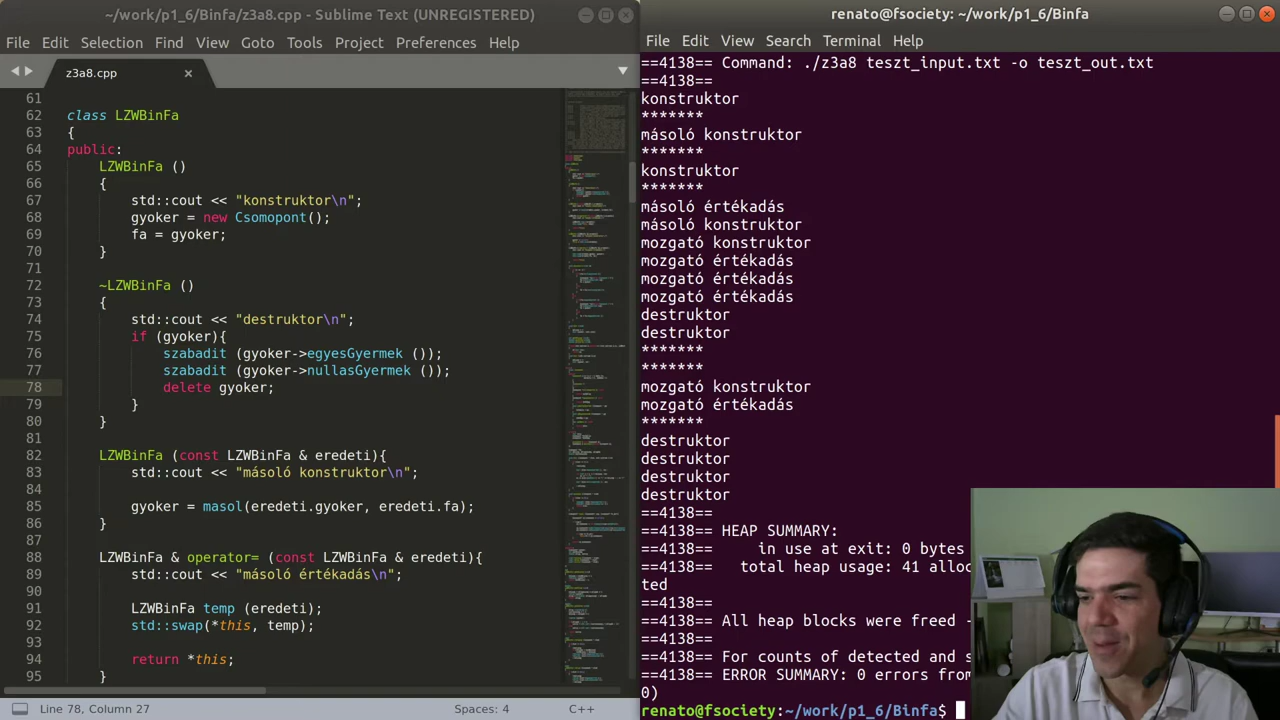 ~/work/p1_6/Binfa/z3a8.cpp - Sublime Text (UNREGISTERED)
File Edit Selection Find View Goto Tools Project Preferences Help
z3a8.cpp
61
62 class LZWBinFa
63 {
64 public:
65 LZWBinFa ()
66 {
67 std::cout << "konstruktor\n";
68 gyoker = new Csomopont();
69 fa = gyoker;
70 }
71
72 ~LZWBinFa ()
73 {
74 std::cout << "destruktor\n";
75 if (gyoker){
76 szabadit (gyoker->egyesGyermek ());
77 szabadit (gyoker->nullasGyermek ());
78 delete gyoker;
79 }
80 }
81
82 LZWBinFa (const LZWBinFa & eredeti){
83 std::cout << "másoló konstruktor\n";
84
85 gyoker = masol(eredeti.gyoker, eredeti.fa);
86 }
87
88 LZWBinFa & operator= (const LZWBinFa & eredeti){
89 std::cout << "másoló értékadás\n";
90
91 LZWBinFa temp (eredeti);
92 std::swap(*this, temp);
93
94 return *this;
95 }
Line 78, Column 27 Spaces: 4 C++
renato@fsociety: ~/work/p1_6/Binfa
File Edit View Search Terminal Help
==4138== Command: ./z3a8 teszt_input.txt -o teszt_out.txt
==4138==
konstruktor
*******
másoló konstruktor
*******
konstruktor
*******
másoló értékadás
másoló konstruktor
mozgató konstruktor
mozgató értékadás
mozgató értékadás
mozgató értékadás
destruktor
destruktor
*******
*******
mozgató konstruktor
mozgató értékadás
*******
destruktor
destruktor
destruktor
destruktor
==4138==
==4138== HEAP SUMMARY:
==4138== in use at exit: 0 bytes
==4138== total heap usage: 41 alloc
ted
==4138==
==4138== All heap blocks were freed -
==4138==
==4138== For counts of detected and s
==4138== ERROR SUMMARY: 0 errors from
0)
renato@fsociety:~/work/p1_6/Binfa$